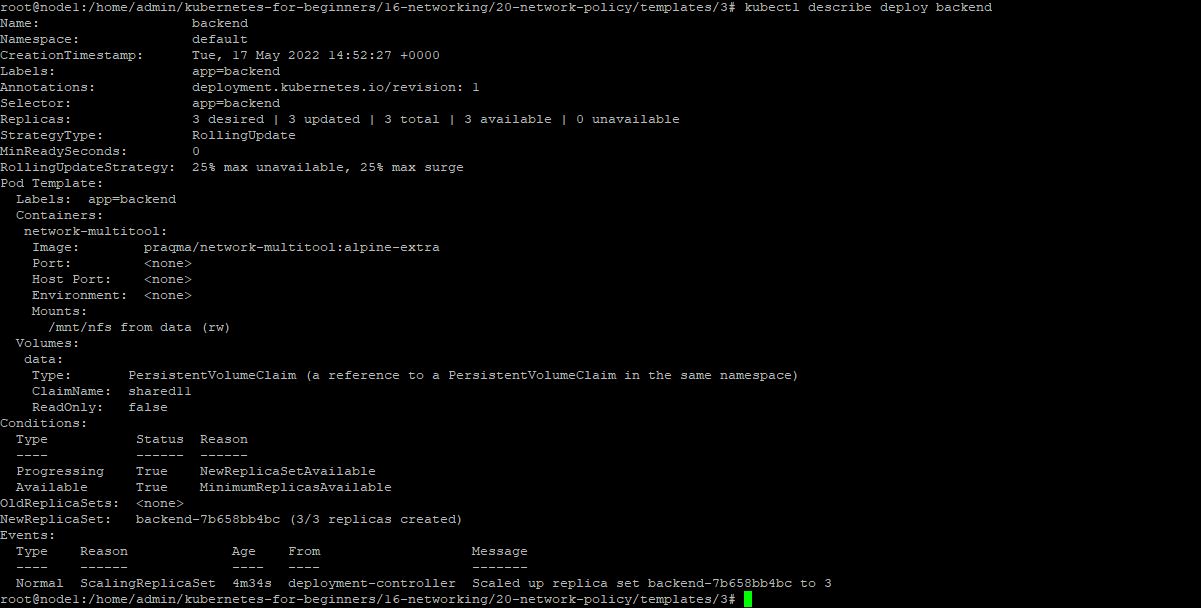 root@node1:/home/admin/kubernetes-for-beginners/16-networking/20-network-policy/templates/3# kubectl describe deploy backend
Name:                   backend
Namespace:              default
CreationTimestamp:      Tue, 17 May 2022 14:52:27 +0000
Labels:                 app=backend
Annotations:            deployment.kubernetes.io/revision: 1
Selector:               app=backend
Replicas:               3 desired | 3 updated | 3 total | 3 available | 0 unavailable
StrategyType:           RollingUpdate
MinReadySeconds:        0
RollingUpdateStrategy:  25% max unavailable, 25% max surge
Pod Template:
  Labels:  app=backend
  Containers:
   network-multitool:
    Image:        praqma/network-multitool:alpine-extra
    Port:         <none>
    Host Port:    <none>
    Environment:  <none>
    Mounts:
      /mnt/nfs from data (rw)
  Volumes:
   data:
    Type:       PersistentVolumeClaim (a reference to a PersistentVolumeClaim in the same namespace)
    ClaimName:  shared11
    ReadOnly:   false
Conditions:
  Type           Status  Reason
  ----           ------  ------
  Progressing    True    NewReplicaSetAvailable
  Available      True    MinimumReplicasAvailable
OldReplicaSets:  <none>
NewReplicaSet:   backend-7b658bb4bc (3/3 replicas created)
Events:
  Type    Reason             Age    From                   Message
  ----    ------             ----   ----                   -------
  Normal  ScalingReplicaSet  4m34s  deployment-controller  Scaled up replica set backend-7b658bb4bc to 3
root@node1:/home/admin/kubernetes-for-beginners/16-networking/20-network-policy/templates/3#